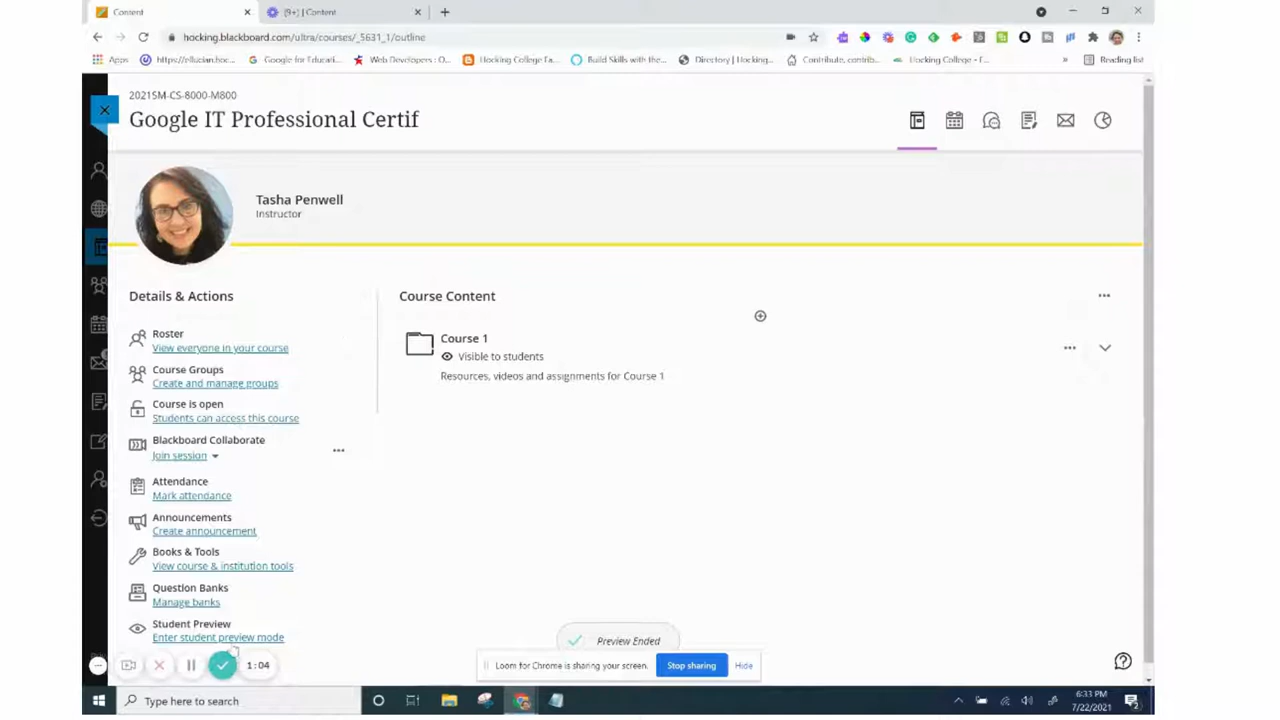 Content
(9+) | Content
hocking.blackboard.com/ultra/courses/_5631_1/outline
Apps
https://ellucian.hoc...
Google for Educati...
Web Developers : O...
Hocking College Fa...
Build Skills with the...
Directory | Hocking...
Contribute, contrib...
Hocking College - F...
»
Reading list
2021SM-CS-8000-M800
Google IT Professional Certif
Tasha Penwell
Instructor
Details & Actions
Roster
View everyone in your course
Course Groups
Create and manage groups
Course is open
Students can access this course
Blackboard Collaborate
Join session
Attendance
Mark attendance
Announcements
Create announcement
Books & Tools
View course & institution tools
Question Banks
Manage banks
Student Preview
Enter student preview mode
Course Content
Course 1
Visible to students
Resources, videos and assignments for Course 1
Preview Ended
1:04
Loom for Chrome is sharing your screen.
Stop sharing
Hide
Type here to search
6:33 PM
7/22/2021
2